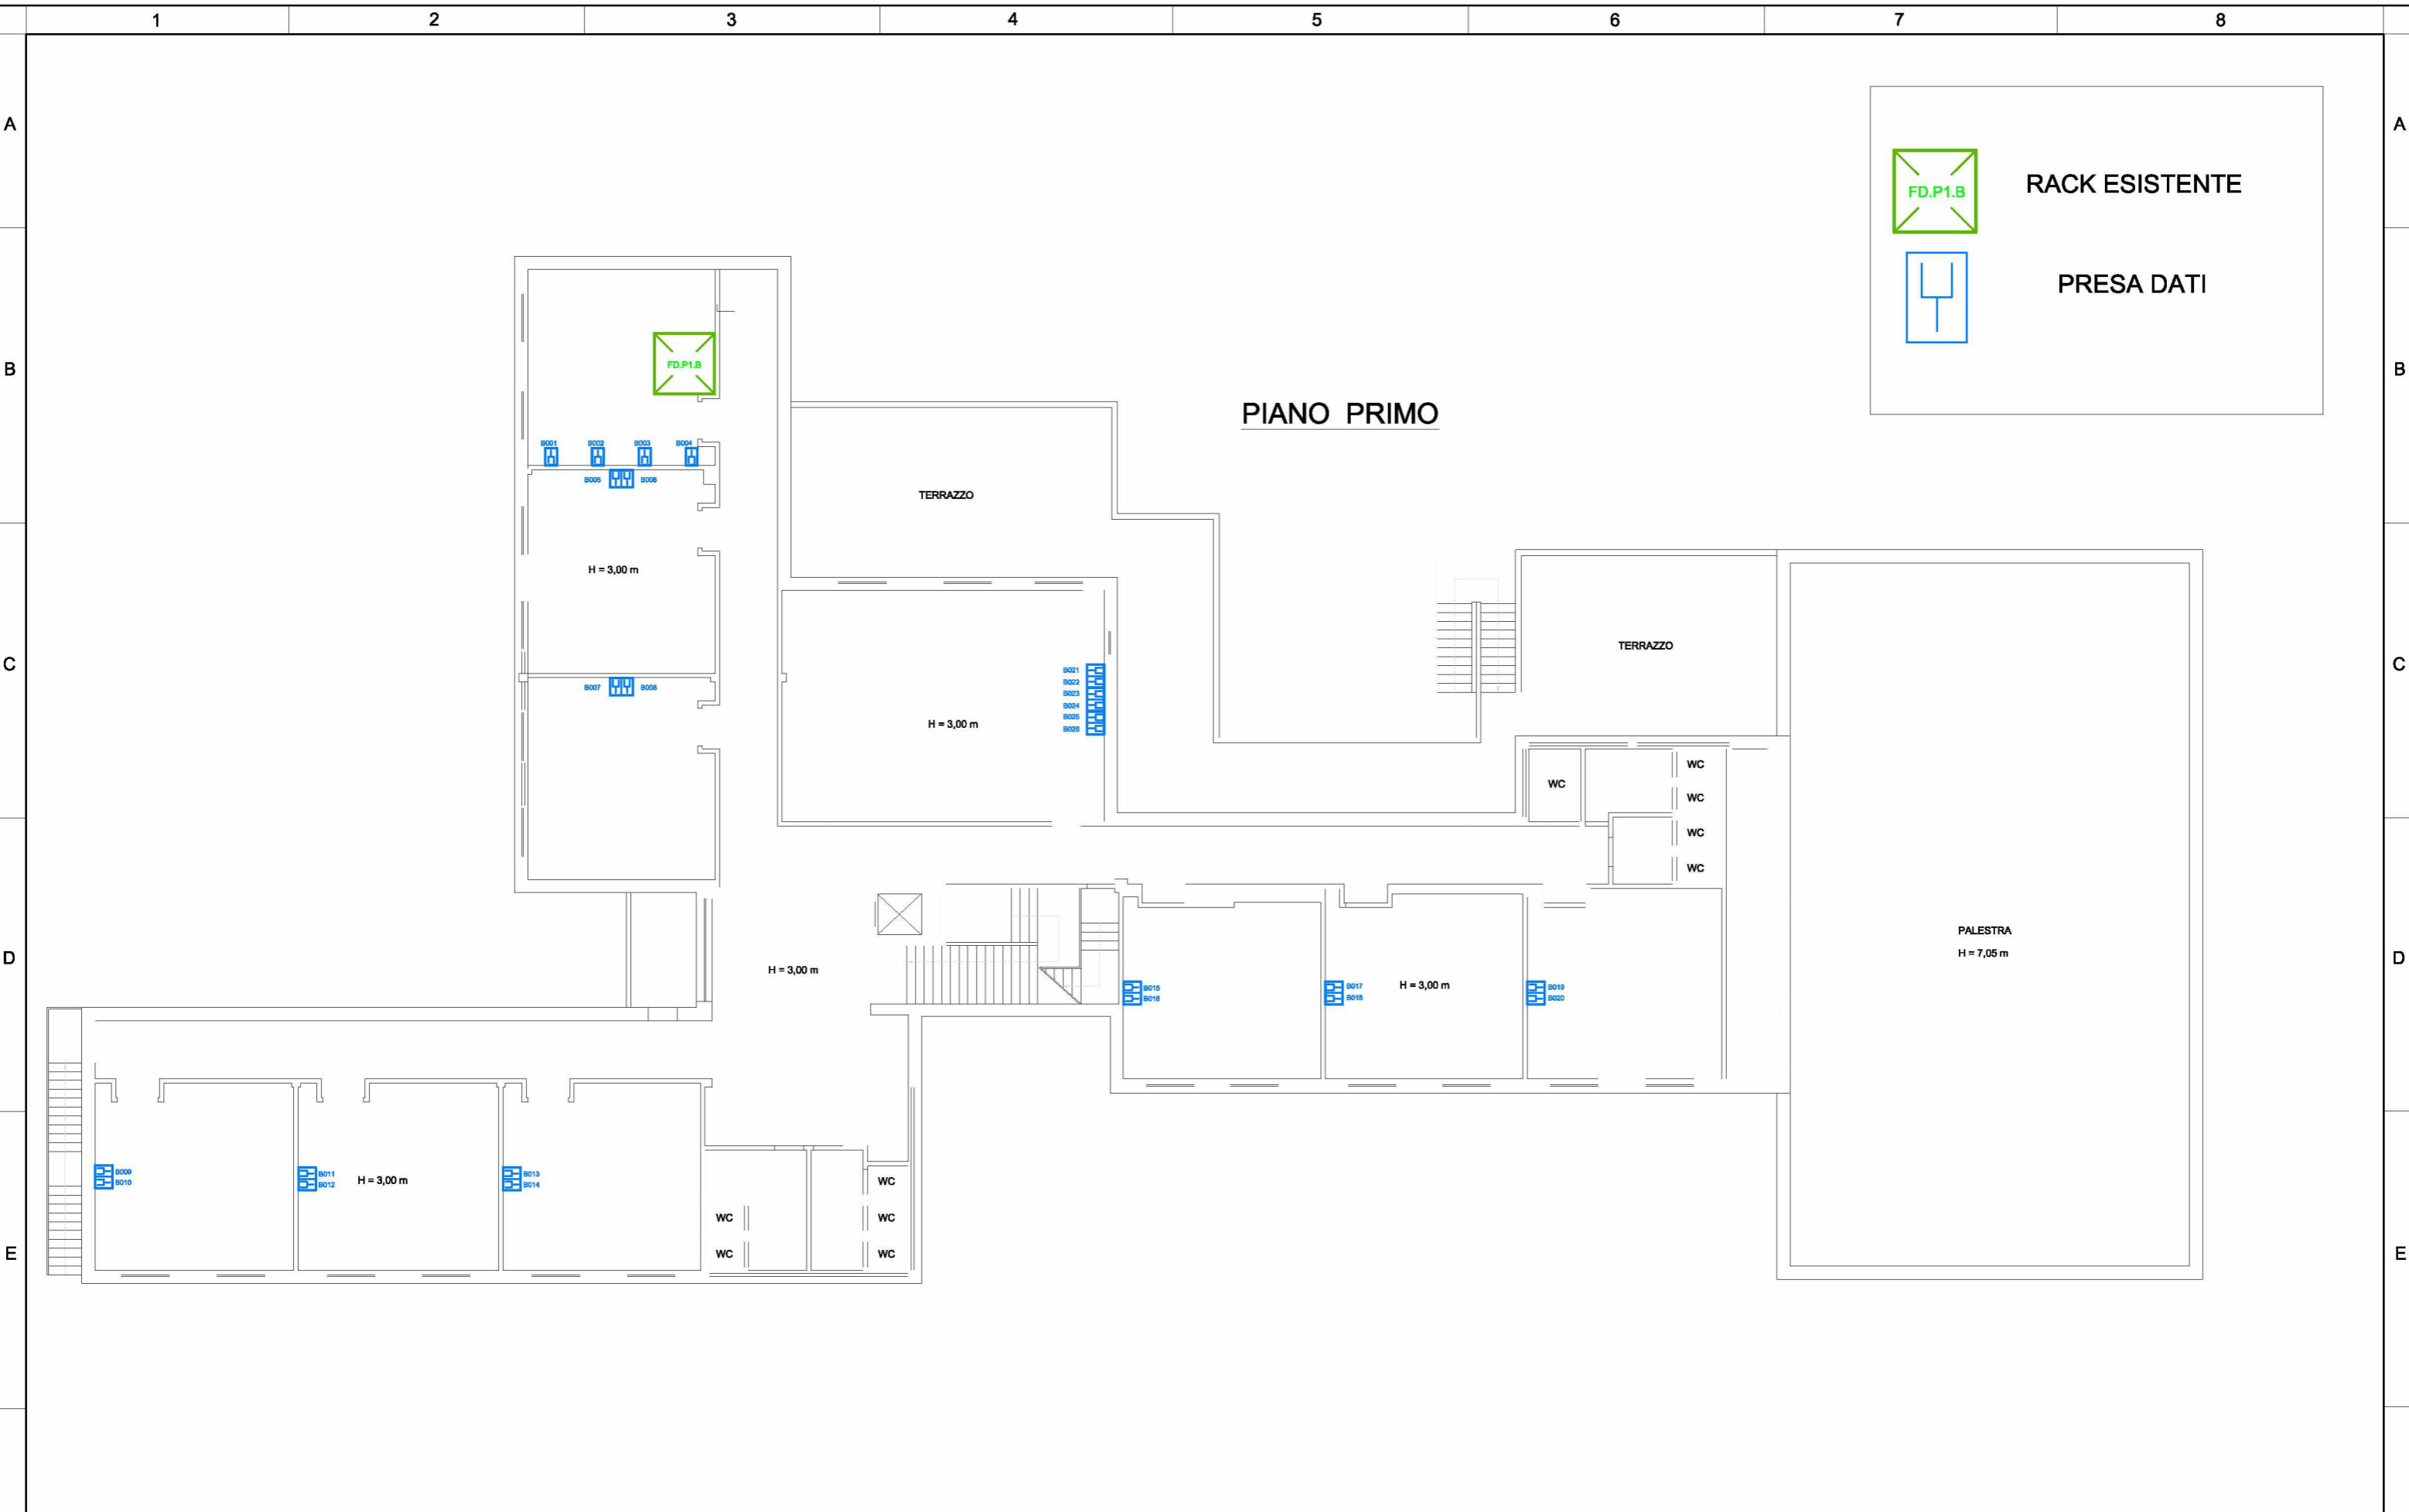 1 2 3 4 5 6 7 8
A A
FD.P1.B RACK ESISTENTE
PRESA DATI
B B
FD.P1.B
PIANO PRIMO
B001 B002 B003 B004
B005 B006
TERRAZZO
H = 3,00 m
C C
TERRAZZO
B021
B022
B023
B024
B025
B026
B007 B008
H = 3,00 m
WC
WC
WC
WC
WC
D D
PALESTRA
H = 7,05 m
H = 3,00 m
B015
B016
B017
B018
H = 3,00 m
B019
B020
B009
B010
B011
B012
H = 3,00 m
B013
B014
WC
WC
WC
WC
WC
E E